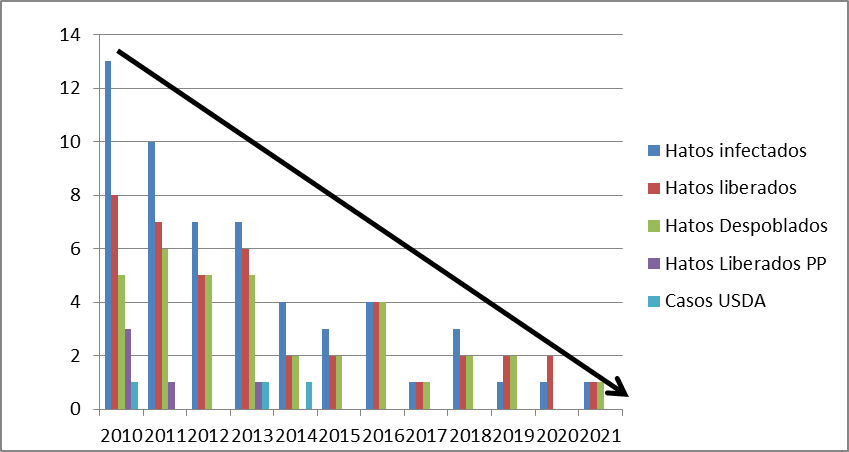 14
12
10
8
6
4
2
0
2010 2011 2012 2013 2014 2015 2016 2017 2018 2019 2020 2021
Hatos infectados
Hatos liberados
Hatos Despoblados
Hatos Liberados PP
Casos USDA